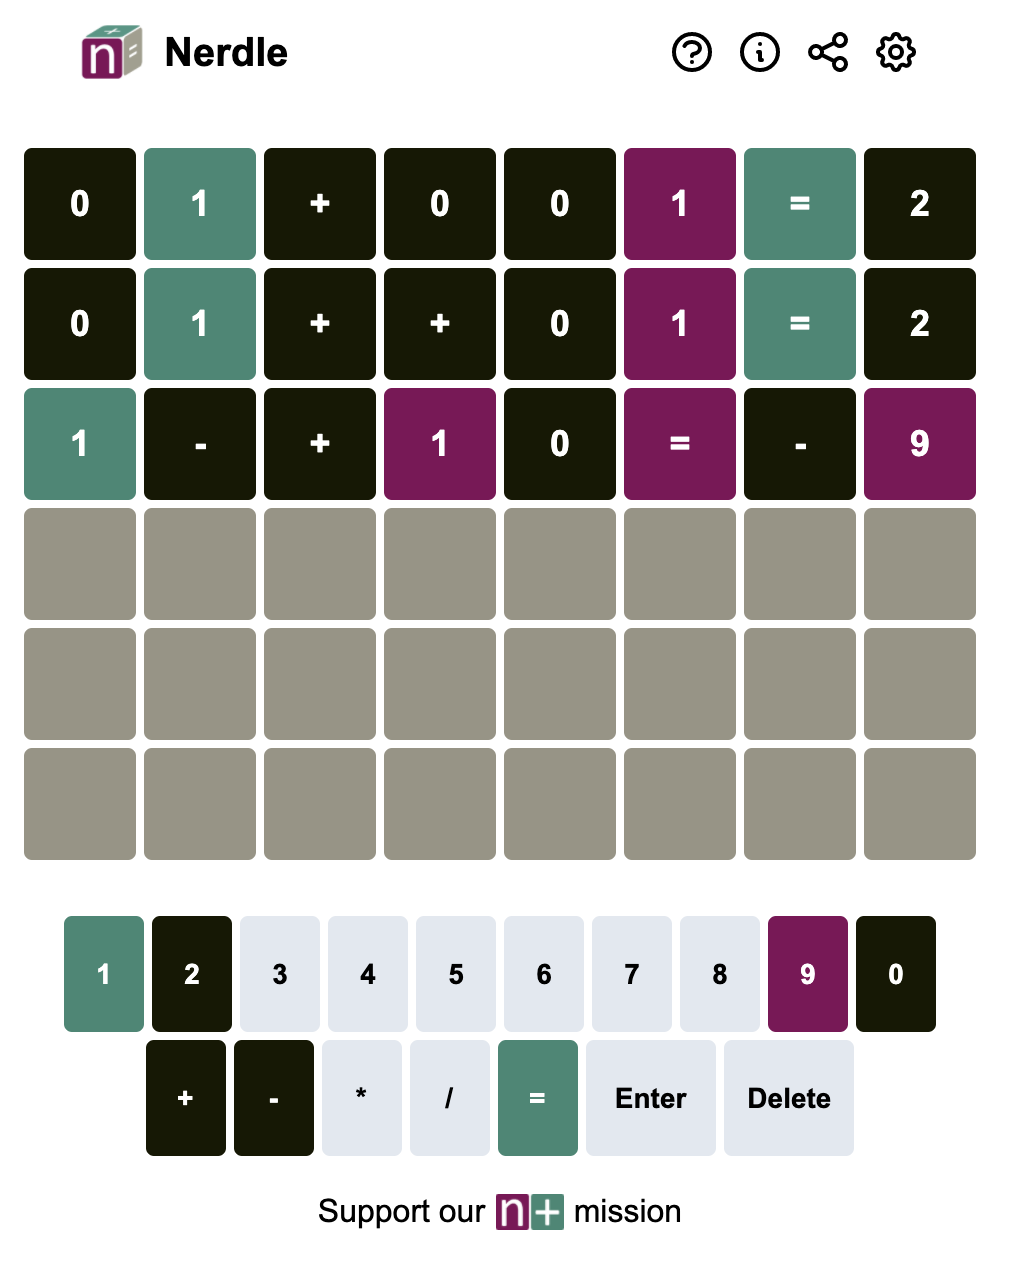 n Nerdle
0 1 + 0 0 1 = 2
0 1 + + 0 1 = 2
1 - + 1 0 = - 9
1 2 3 4 5 6 7 8 9 0
+ - * / = Enter Delete
Support our n+ mission